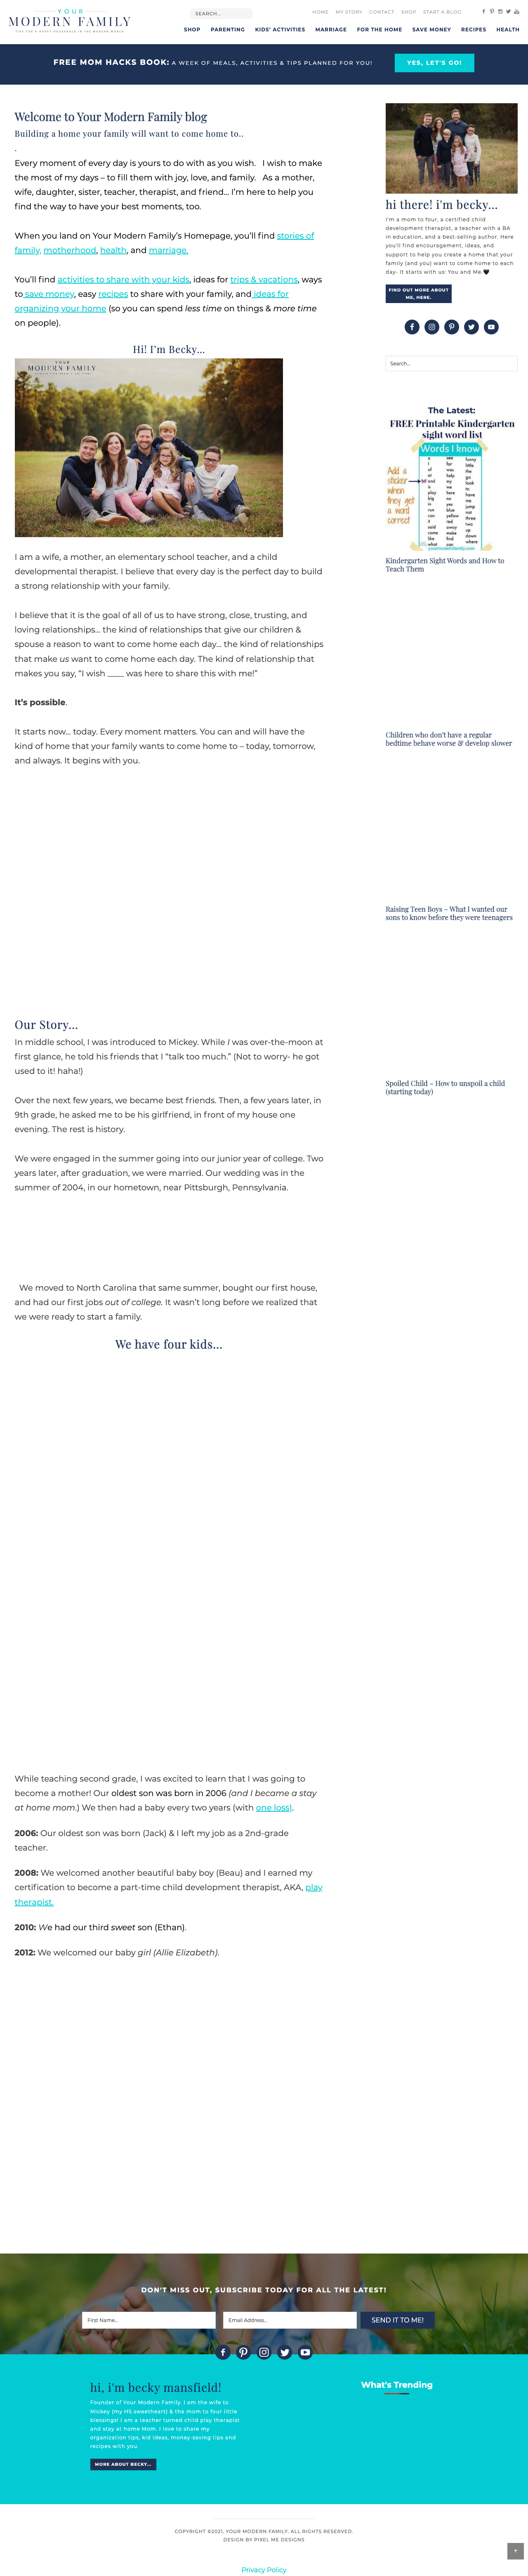 YOUR
MODERN FAMILY
TIPS FOR A HAPPY HOUSEHOLD IN THE MODERN WORLD
SEARCH...
HOME MY STORY CONTACT SHOP START A BLOG
SHOP PARENTING KIDS' ACTIVITIES MARRIAGE FOR THE HOME SAVE MONEY RECIPES HEALTH
FREE MOM HACKS BOOK: A WEEK OF MEALS, ACTIVITIES & TIPS PLANNED FOR YOU!
YES, LET'S GO!
Welcome to Your Modern Family blog
Building a home your family will want to come home to..
.
Every moment of every day is yours to do with as you wish. I wish to make
the most of my days – to fill them with joy, love, and family. As a mother,
wife, daughter, sister, teacher, therapist, and friend… I'm here to help you
find the way to have your best moments, too.
When you land on Your Modern Family's Homepage, you'll find stories of
family, motherhood, health, and marriage.
You'll find activities to share with your kids, ideas for trips & vacations, ways
to save money, easy recipes to share with your family, and ideas for
organizing your home (so you can spend less time on things & more time
on people).
Hi! I'm Becky…
YOUR
MODERN FAMILY
I am a wife, a mother, an elementary school teacher, and a child
developmental therapist. I believe that every day is the perfect day to build
a strong relationship with your family.
I believe that it is the goal of all of us to have strong, close, trusting, and
loving relationships… the kind of relationships that give our children &
spouse a reason to want to come home each day… the kind of relationships
that make us want to come home each day. The kind of relationship that
makes you say, "I wish ____ was here to share this with me!"
It's possible.
It starts now… today. Every moment matters. You can and will have the
kind of home that your family wants to come home to – today, tomorrow,
and always. It begins with you.
Our Story…
In middle school, I was introduced to Mickey. While I was over-the-moon at
first glance, he told his friends that I "talk too much." (Not to worry- he got
used to it! haha!)
Over the next few years, we became best friends. Then, a few years later, in
9th grade, he asked me to be his girlfriend, in front of my house one
evening. The rest is history.
We were engaged in the summer going into our junior year of college. Two
years later, after graduation, we were married. Our wedding was in the
summer of 2004, in our hometown, near Pittsburgh, Pennsylvania.
We moved to North Carolina that same summer, bought our first house,
and had our first jobs out of college. It wasn't long before we realized that
we were ready to start a family.
We have four kids…
While teaching second grade, I was excited to learn that I was going to
become a mother! Our oldest son was born in 2006 (and I became a stay
at home mom.) We then had a baby every two years (with one loss).
2006: Our oldest son was born (Jack) & I left my job as a 2nd-grade
teacher.
2008: We welcomed another beautiful baby boy (Beau) and I earned my
certification to become a part-time child development therapist, AKA, play
therapist.
2010: We had our third sweet son (Ethan).
2012: We welcomed our baby girl (Allie Elizabeth).
hi there! i'm becky...
I'm a mom to four, a certified child
development therapist, a teacher with a BA
in education, and a best-selling author. Here
you'll find encouragement, ideas, and
support to help you create a home that your
family (and you) want to come home to each
day- It starts with us: You and Me.
FIND OUT MORE ABOUT
ME, HERE.
Search...
The Latest:
FREE Printable Kindergarten
sight word list
Words I know
Add a
sticker
when they
get a
word
correct
yourmodernfamily.com
Kindergarten Sight Words and How to
Teach Them
Children who don't have a regular
bedtime behave worse & develop slower
Raising Teen Boys – What I wanted our
sons to know before they were teenagers
Spoiled Child – How to unspoil a child
(starting today)
DON'T MISS OUT, SUBSCRIBE TODAY FOR ALL THE LATEST!
First Name...
Email Address...
SEND IT TO ME!
hi, i'm becky mansfield!
Founder of Your Modern Family. I am the wife to
Mickey (my HS sweetheart) & the mom to four little
blessings! I am a teacher turned child play therapist
and stay at home Mom. I love to share my
organization tips, kid ideas, money-saving tips and
recipes with you.
MORE ABOUT BECKY...
What's Trending
COPYRIGHT ©2021, YOUR MODERN FAMILY. ALL RIGHTS RESERVED.
DESIGN BY PIXEL ME DESIGNS
Privacy Policy